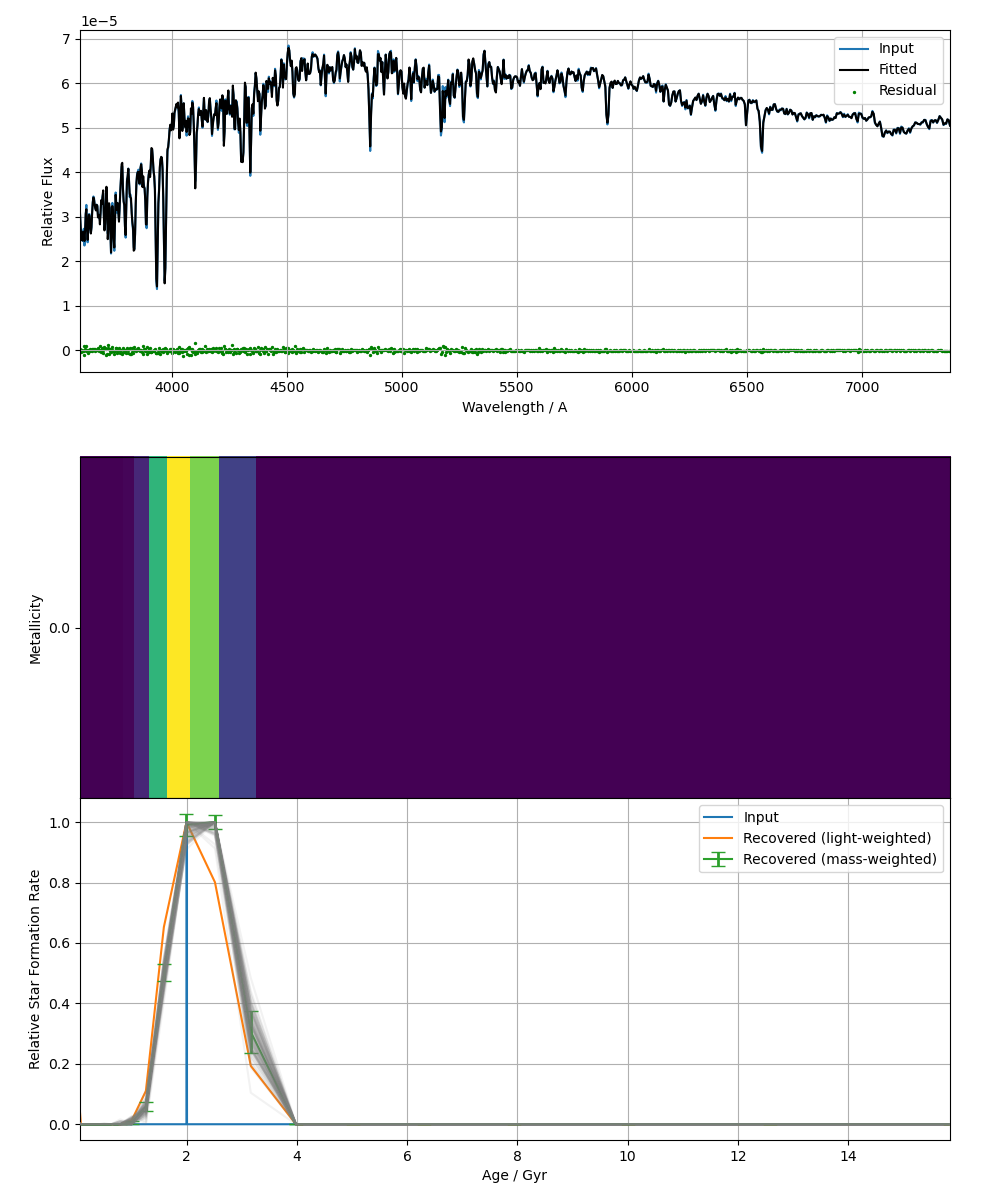 1e−5
7
6
5
4
3
2
1
0
Relative Flux
Input
Fitted
Residual
4000 4500 5000 5500 6000 6500 7000
Wavelength / A
Metallicity
0.0
1.0
0.8
0.6
0.4
0.2
0.0
Relative Star Formation Rate
Input
Recovered (light-weighted)
Recovered (mass-weighted)
2 4 6 8 10 12 14
Age / Gyr